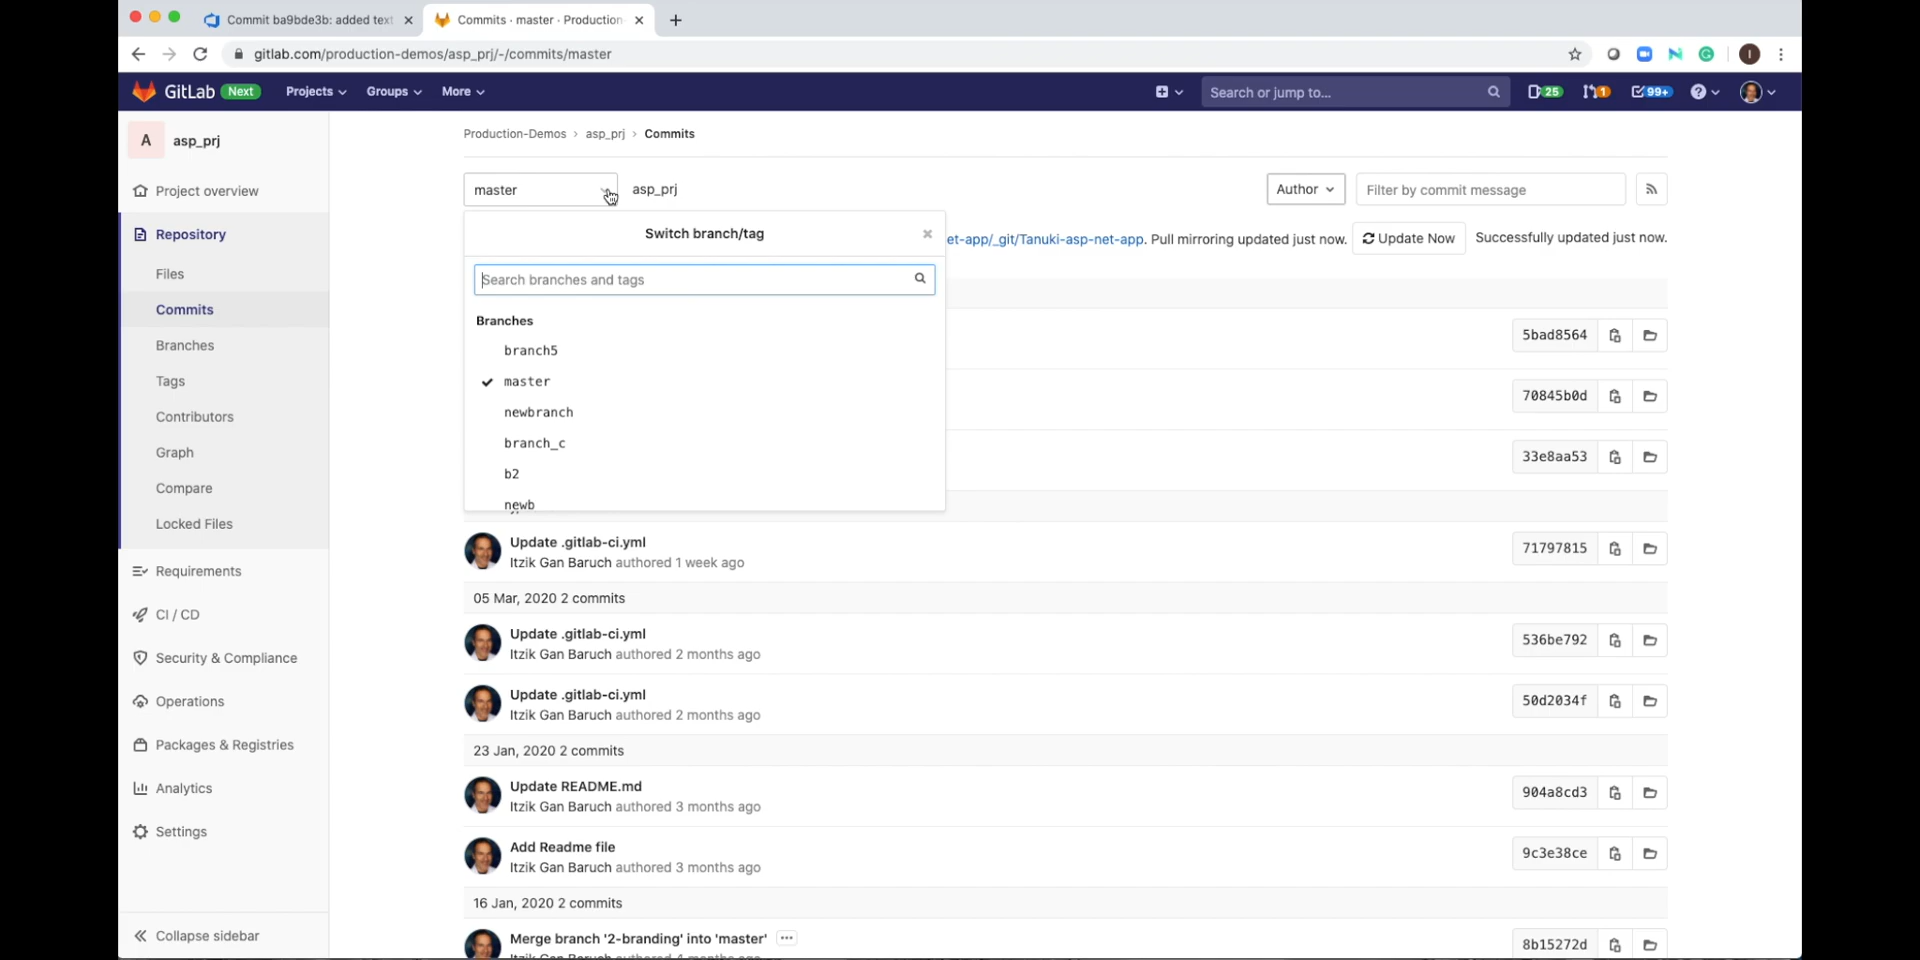 Commit ba9bde3b: added text
Commits · master · Production-
gitlab.com/production-demos/asp_prj/-/commits/master
I
GitLab Next Projects Groups More Search or jump to... 25 1 99+
A asp_prj
Project overview
Repository
Files
Commits
Branches
Tags
Contributors
Graph
Compare
Locked Files
Requirements
CI / CD
Security & Compliance
Operations
Packages & Registries
Analytics
Settings
Collapse sidebar
Production-Demos › asp_prj › Commits
master asp_prj Author Filter by commit message
Switch branch/tag
et-app/_git/Tanuki-asp-net-app. Pull mirroring updated just now. Update Now Successfully updated just now.
Search branches and tags
Branches
branch5
master
newbranch
branch_c
b2
newb
5bad8564
70845b0d
33e8aa53
Update .gitlab-ci.yml
Itzik Gan Baruch authored 1 week ago
71797815
05 Mar, 2020 2 commits
Update .gitlab-ci.yml
Itzik Gan Baruch authored 2 months ago
536be792
Update .gitlab-ci.yml
Itzik Gan Baruch authored 2 months ago
50d2034f
23 Jan, 2020 2 commits
Update README.md
Itzik Gan Baruch authored 3 months ago
904a8cd3
Add Readme file
Itzik Gan Baruch authored 3 months ago
9c3e38ce
16 Jan, 2020 2 commits
Merge branch '2-branding' into 'master' ...
8b15272d